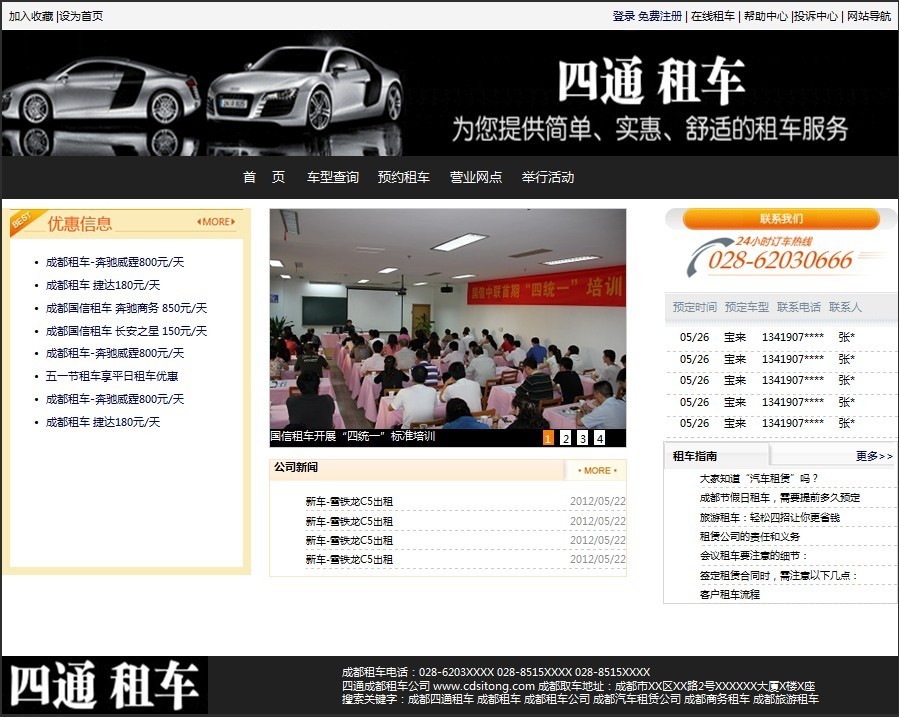 加入收藏 |设为首页
登录 免费注册 | 在线租车 | 帮助中心 |投诉中心 | 网站导航
四通 租车
为您提供简单、实惠、舒适的租车服务
首 页 车型查询 预约租车 营业网点 举行活动
BEST 优惠信息 MORE
成都租车-奔驰威霆800元/天
成都租车 捷达180元/天
成都国信租车 奔驰商务 850元/天
成都国信租车 长安之星 150元/天
成都租车-奔驰威霆800元/天
五一节租车享平日租车优惠
成都租车-奔驰威霆800元/天
成都租车 捷达180元/天
国信中联首期“四统一”培训
国信租车开展“四统一”标准培训 1 2 3 4
公司新闻 • MORE •
新车-雪铁龙C5出租 2012/05/22
新车-雪铁龙C5出租 2012/05/22
新车-雪铁龙C5出租 2012/05/22
新车-雪铁龙C5出租 2012/05/22
联系我们
24小时订车热线
028-62030666
预定时间 预定车型 联系电话 联系人
05/26 宝来 1341907**** 张*
05/26 宝来 1341907**** 张*
05/26 宝来 1341907**** 张*
05/26 宝来 1341907**** 张*
05/26 宝来 1341907**** 张*
租车指南 更多>>
大家知道“汽车租赁”吗？
成都节假日租车，需要提前多久预定
旅游租车：轻松四招让你更省钱
租赁公司的责任和义务
会议租车要注意的细节：
签定租赁合同时，需注意以下几点：
客户租车流程
四通 租车
成都租车电话：028-6203XXXX 028-8515XXXX 028-8515XXXX
四通成都租车公司 www.cdsitong.com 成都取车地址：成都市XX区XX路2号XXXXXX大厦X楼X座
搜索关键字：成都四通租车 成都租车 成都租车公司 成都汽车租赁公司 成都商务租车 成都旅游租车